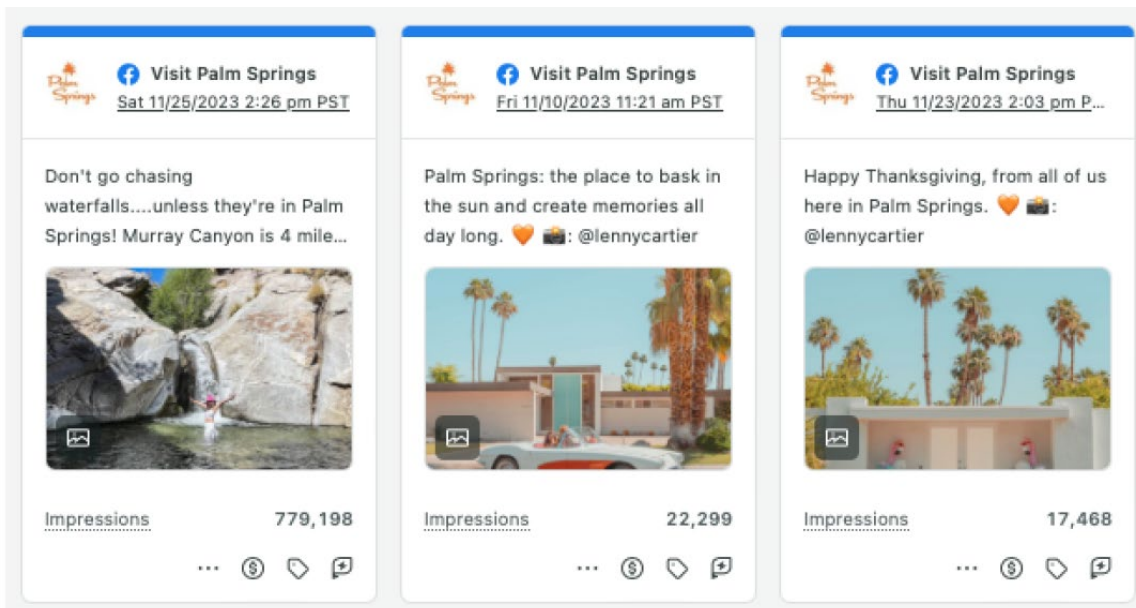 Palm Springs
Visit Palm Springs
Sat 11/25/2023 2:26 pm PST
Don't go chasing
waterfalls....unless they're in Palm
Springs! Murray Canyon is 4 mile...
Impressions 779,198
Palm Springs
Visit Palm Springs
Fri 11/10/2023 11:21 am PST
Palm Springs: the place to bask in
the sun and create memories all
day long. 🧡 📸: @lennycartier
Impressions 22,299
Palm Springs
Visit Palm Springs
Thu 11/23/2023 2:03 pm P...
Happy Thanksgiving, from all of us
here in Palm Springs. 🧡 📸:
@lennycartier
Impressions 17,468